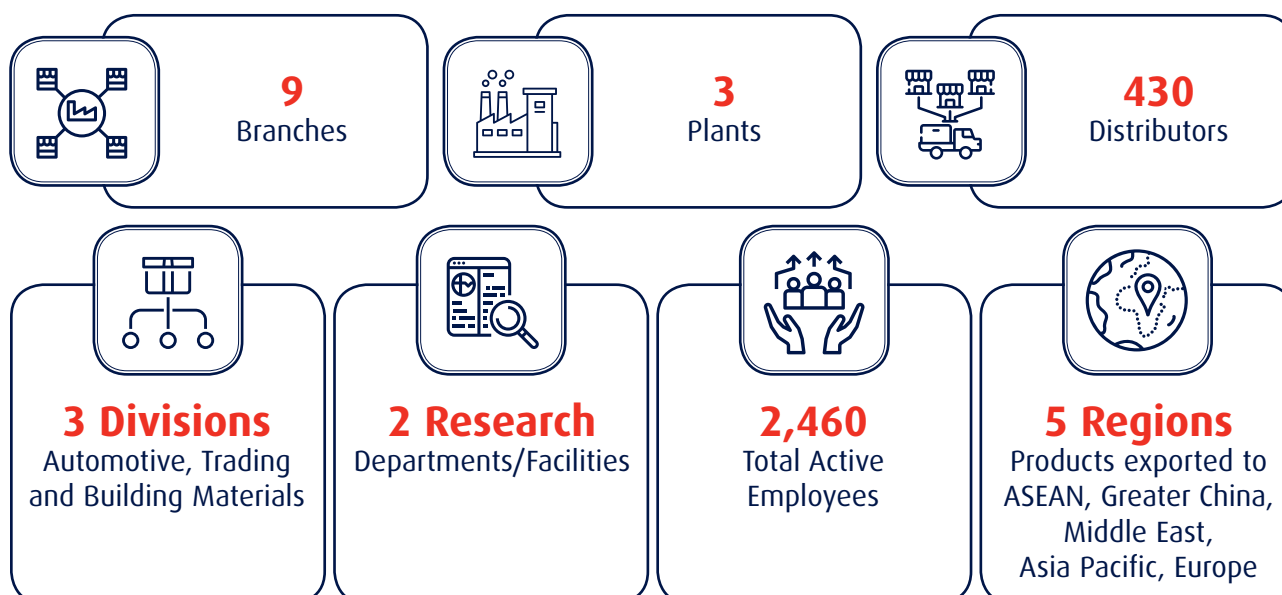 9
Branches
3
Plants
430
Distributors
3 Divisions
Automotive, Trading
and Building Materials
2 Research
Departments/Facilities
2,460
Total Active
Employees
5 Regions
Products exported to
ASEAN, Greater China,
Middle East,
Asia Pacific, Europe